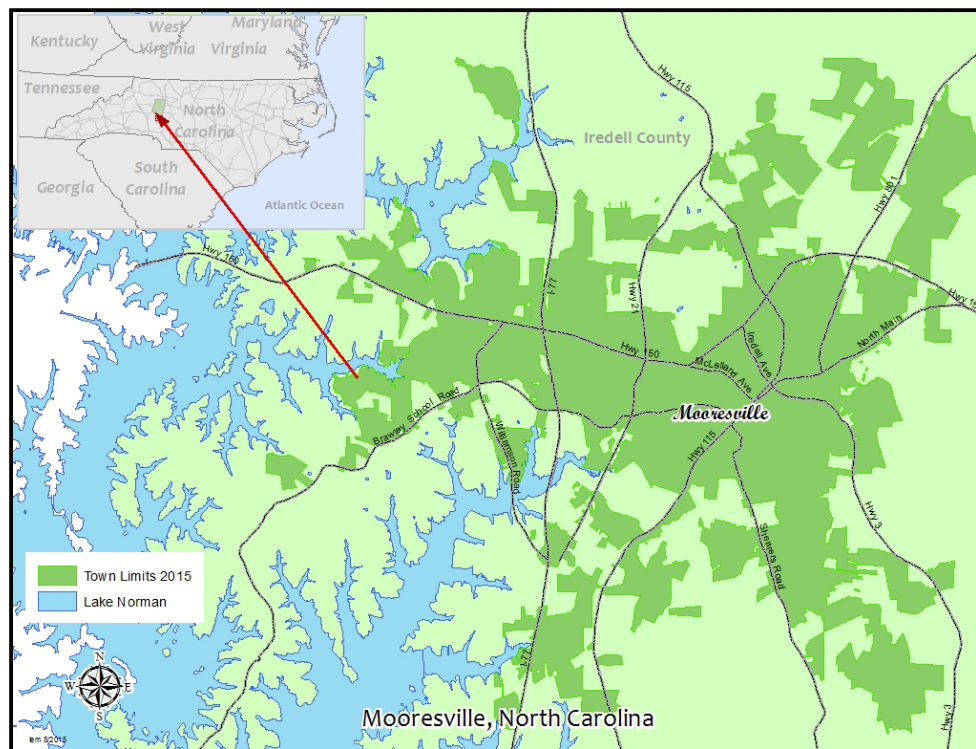 Kentucky
West
Virginia
Maryland
Virginia
Tennessee
North
Carolina
South
Carolina
Georgia
Atlantic Ocean
Iredell County
Hwy 115
Hwy 801
Hwy 150
I-77
Hwy 21
Hwy 150
McLelland Ave
Iredell Ave
North Main
Mooresville
Brawley School Road
Williamson Road
Hwy 115
Shearers Road
Hwy 3
Town Limits 2015
Lake Norman
N
W
E
S
I-77
Hwy 3
Mooresville, North Carolina